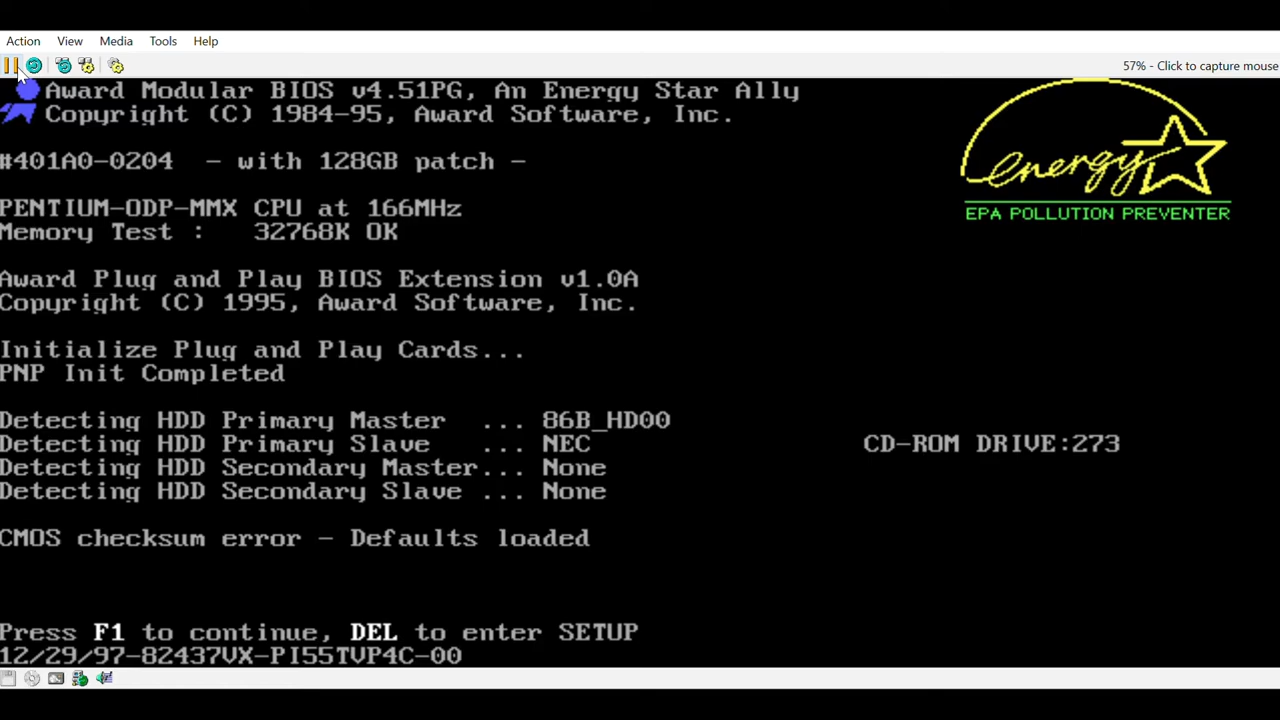 Action View Media Tools Help
57% - Click to capture mouse
Award Modular BIOS v4.51PG, An Energy Star Ally
Copyright (C) 1984-95, Award Software, Inc.
energy
EPA POLLUTION PREVENTER
#401A0-0204 - with 128GB patch -
PENTIUM-ODP-MMX CPU at 166MHz
Memory Test : 32768K OK
Award Plug and Play BIOS Extension v1.0A
Copyright (C) 1995, Award Software, Inc.
Initialize Plug and Play Cards...
PNP Init Completed
Detecting HDD Primary Master ... 86B_HD00
Detecting HDD Primary Slave ... NEC CD-ROM DRIVE:273
Detecting HDD Secondary Master... None
Detecting HDD Secondary Slave ... None
CMOS checksum error - Defaults loaded
Press F1 to continue, DEL to enter SETUP
12/29/97-82437VX-PI55TVP4C-00